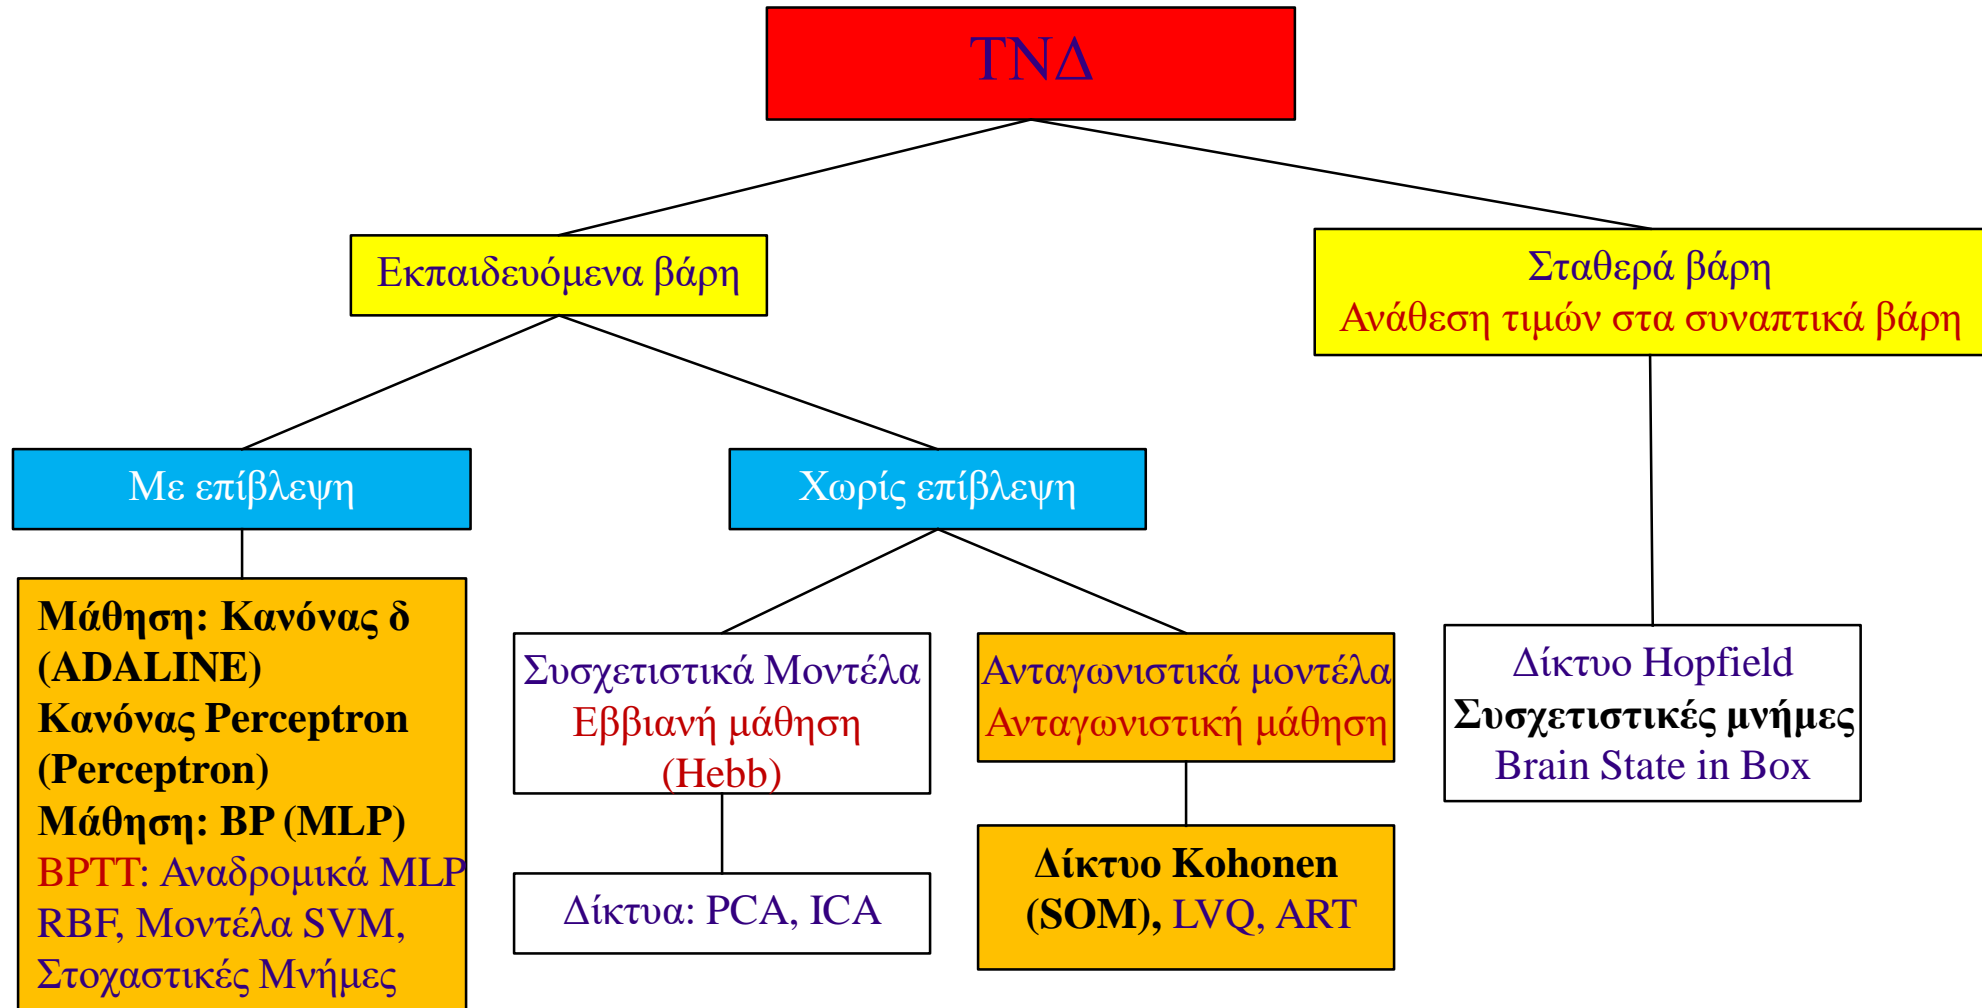 ΤΝΔ
Εκπαιδευόμενα βάρη
Σταθερά βάρη
Ανάθεση τιμών στα συναπτικά βάρη
Με επίβλεψη
Χωρίς επίβλεψη
Μάθηση: Κανόνας δ
(ADALINE)
Κανόνας Perceptron
(Perceptron)
Μάθηση: BP (MLP)
BPTT: Αναδρομικά MLP
RBF, Μοντέλα SVM,
Στοχαστικές Μνήμες
Συσχετιστικά Μοντέλα
Εββιανή μάθηση
(Hebb)
Δίκτυα: PCA, ICA
Ανταγωνιστικά μοντέλα
Ανταγωνιστική μάθηση
Δίκτυο Kohonen
(SOM), LVQ, ART
Δίκτυο Hopfield
Συσχετιστικές μνήμες
Brain State in Box